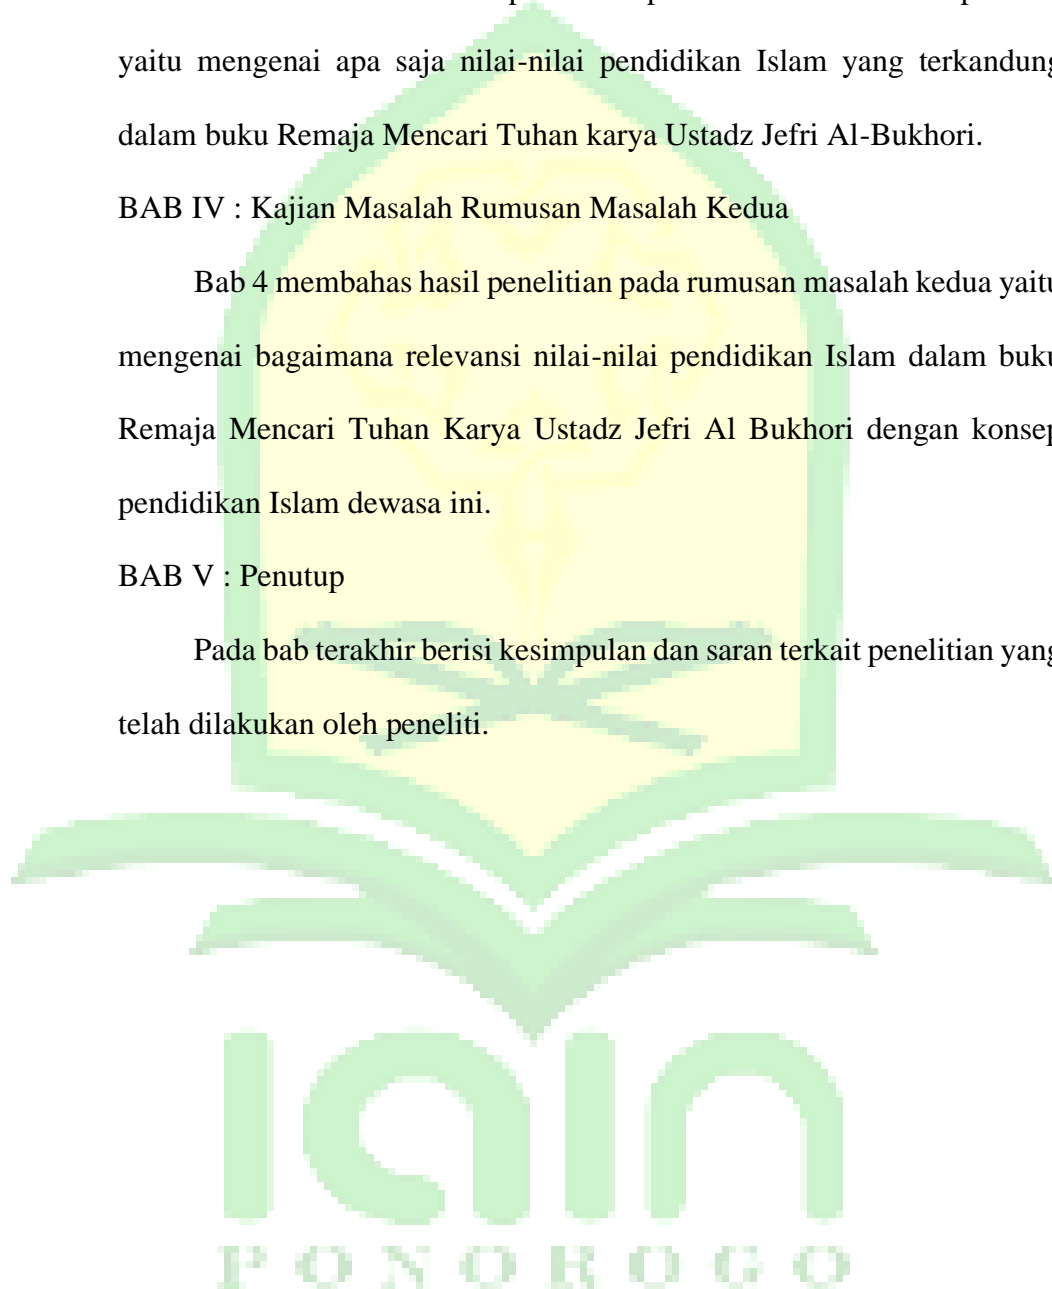 yaitu mengenai apa saja nilai-nilai pendidikan Islam yang terkandung
dalam buku Remaja Mencari Tuhan karya Ustadz Jefri Al-Bukhori.
BAB IV : Kajian Masalah Rumusan Masalah Kedua
Bab 4 membahas hasil penelitian pada rumusan masalah kedua yaitu
mengenai bagaimana relevansi nilai-nilai pendidikan Islam dalam buku
Remaja Mencari Tuhan Karya Ustadz Jefri Al Bukhori dengan konsep
pendidikan Islam dewasa ini.
BAB V : Penutup
Pada bab terakhir berisi kesimpulan dan saran terkait penelitian yang
telah dilakukan oleh peneliti.
iain
PONOROGO